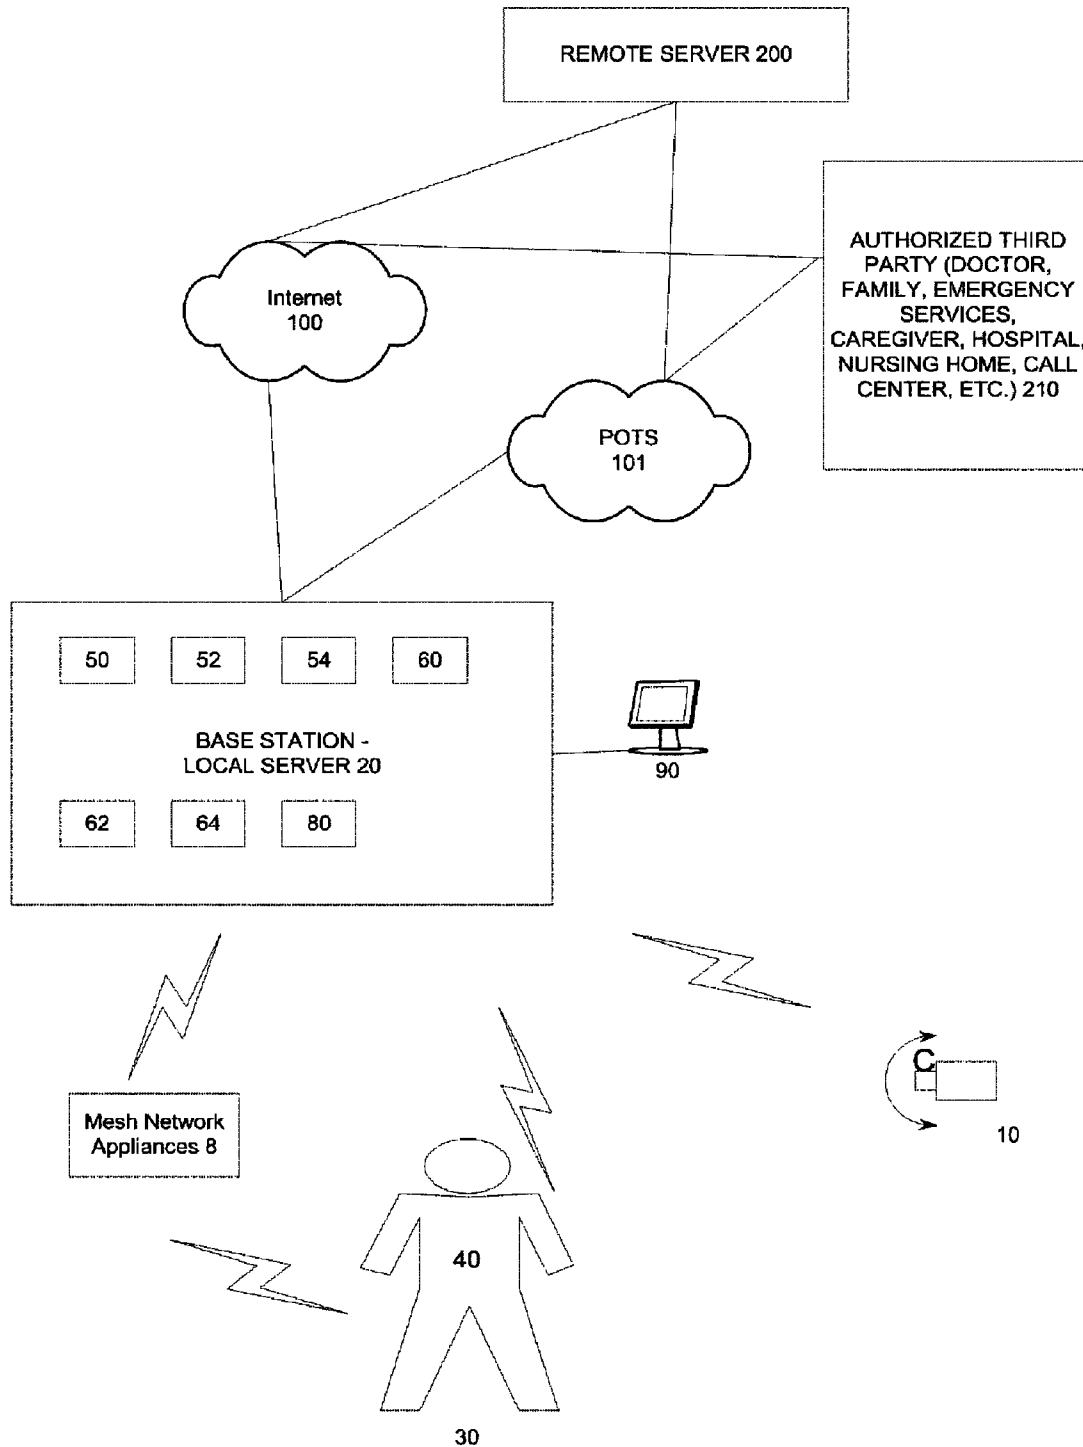 REMOTE SERVER 200
AUTHORIZED THIRD
PARTY (DOCTOR,
FAMILY, EMERGENCY
SERVICES,
CAREGIVER, HOSPITAL,
NURSING HOME, CALL
CENTER, ETC.) 210
Internet
100
POTS
101
50
52
54
60
BASE STATION -
LOCAL SERVER 20
90
62
64
80
C
10
Mesh Network
Appliances 8
40
30